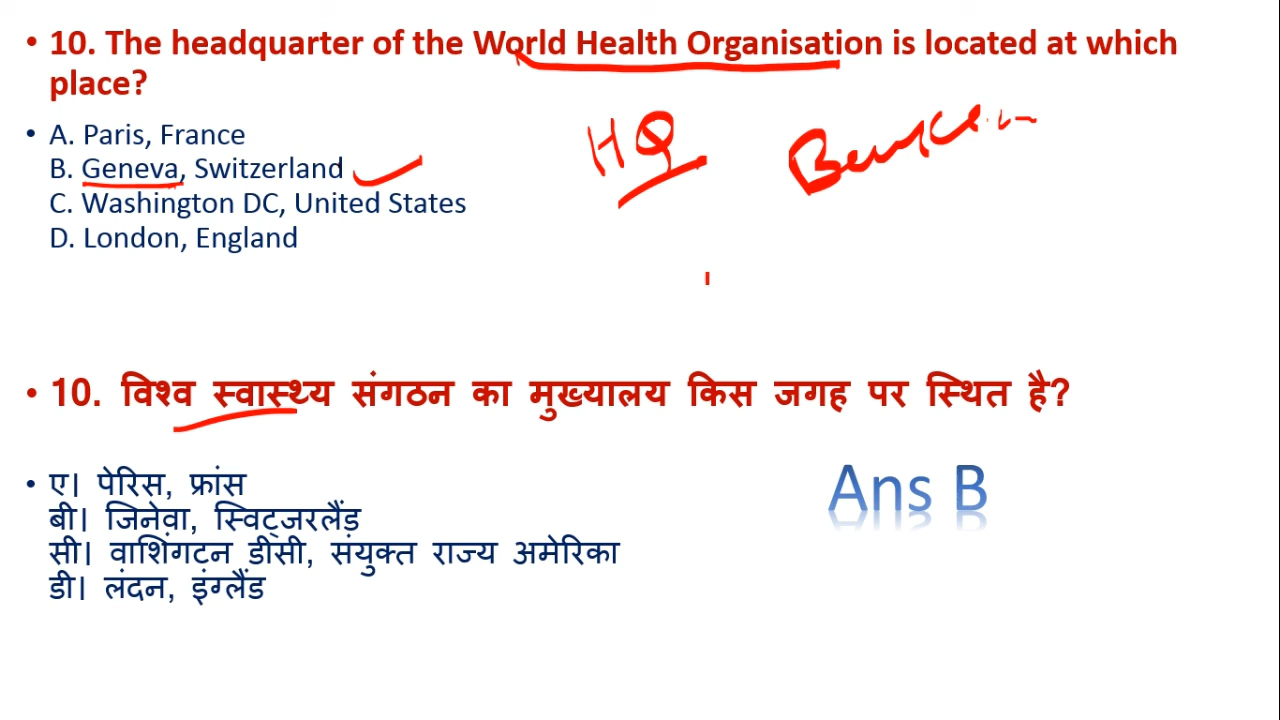 • 10. The headquarter of the World Health Organisation is located at which
place?
• A. Paris, France
B. Geneva, Switzerland
C. Washington DC, United States
D. London, England
HQ
• 10. विश्व स्वास्थ्य संगठन का मुख्यालय किस जगह पर स्थित है?
• ए। पेरिस, फ्रांस
बी। जिनेवा, स्विट्जरलैंड
सी। वाशिंगटन डीसी, संयुक्त राज्य अमेरिका
डी। लंदन, इंग्लैंड
Ans B